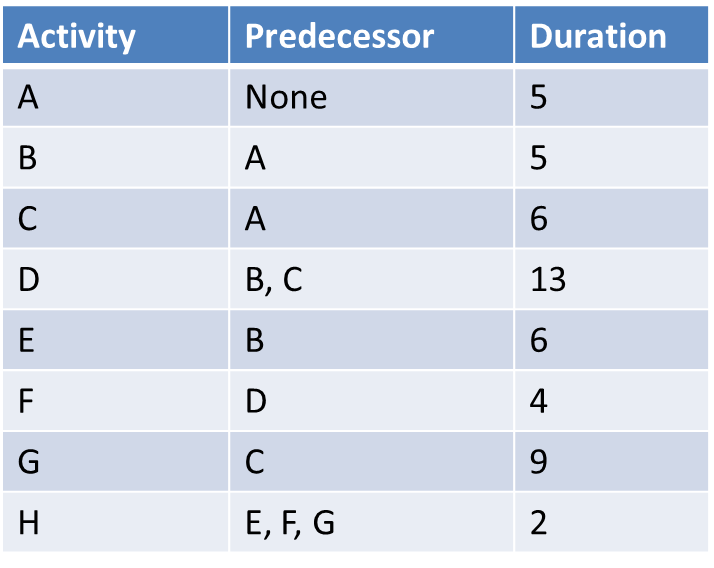 Activity Predecessor Duration
A None 5
B A 5
C A 6
D B, C 13
E B 6
F D 4
G C 9
H E, F, G 2